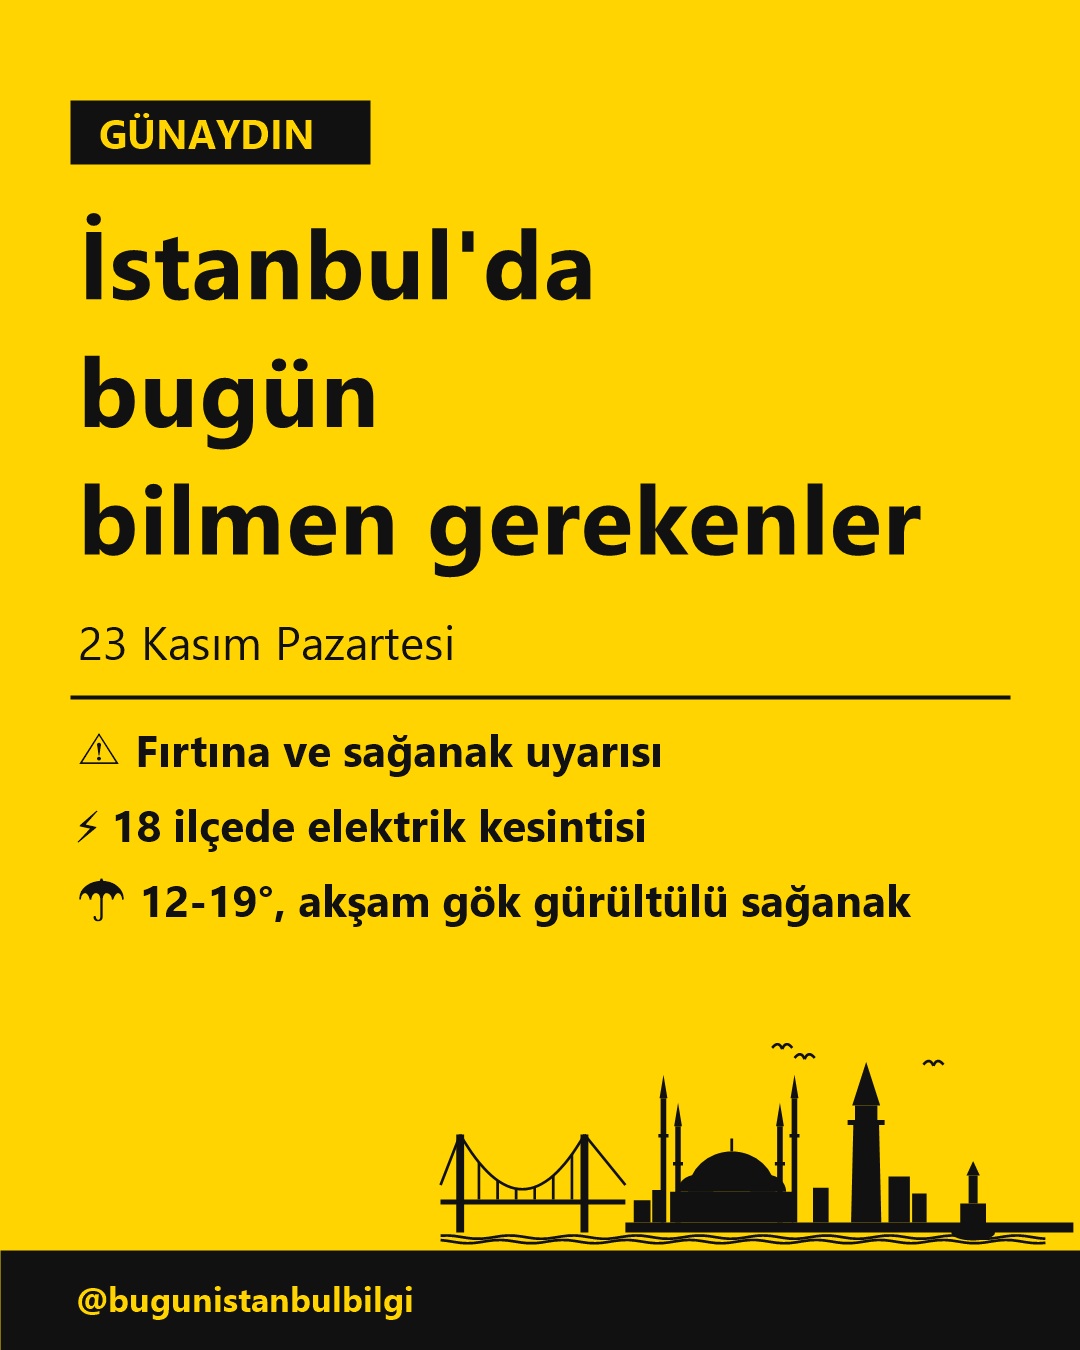 GÜNAYDIN
İstanbul'da
bugün
bilmen gerekenler
23 Kasım Pazartesi
⚠ Fırtına ve sağanak uyarısı
⚡ 18 ilçede elektrik kesintisi
☂ 12-19°, akşam gök gürültülü sağanak
@bugunistanbulbilgi